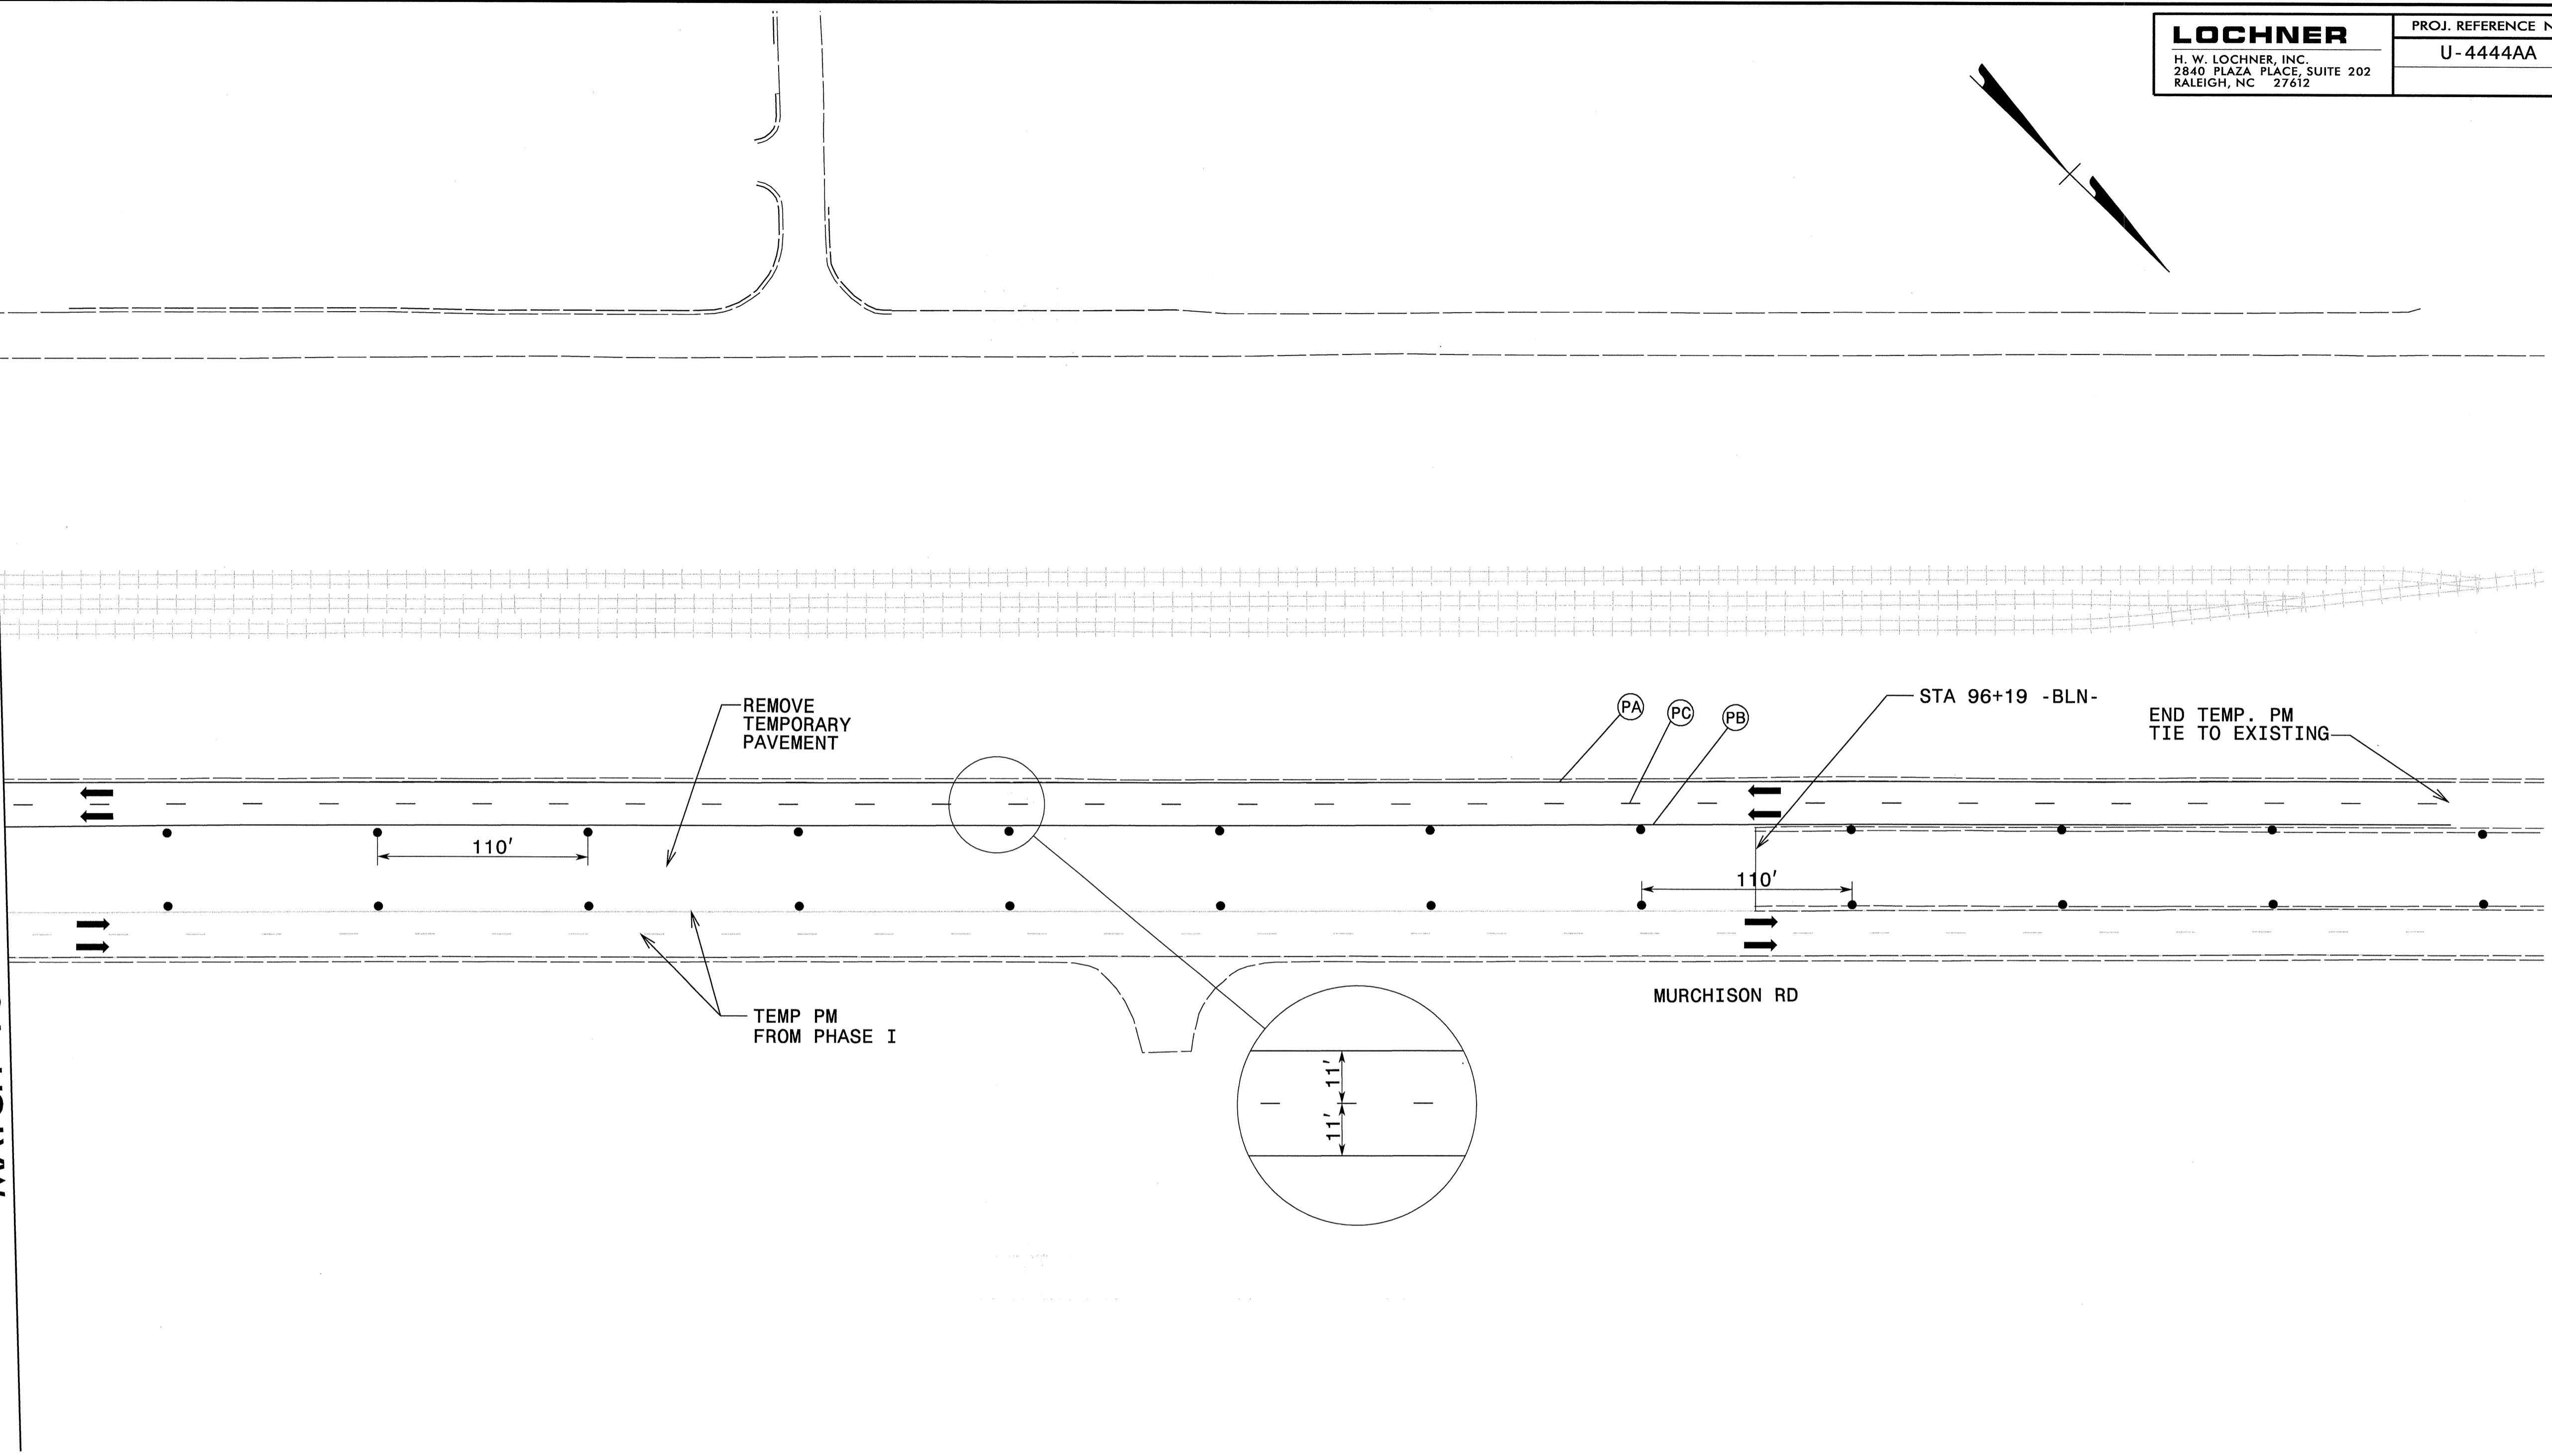 LOCHNER
H. W. LOCHNER, INC.
2840 PLAZA PLACE, SUITE 202
RALEIGH, NC 27612
PROJ. REFERENCE
U-4444AA
REMOVE
TEMPORARY
PAVEMENT
PA
PC
PB
STA 96+19 -BLN-
END TEMP. PM
TIE TO EXISTING
110'
110'
TEMP PM
FROM PHASE I
MURCHISON RD
11'
11'